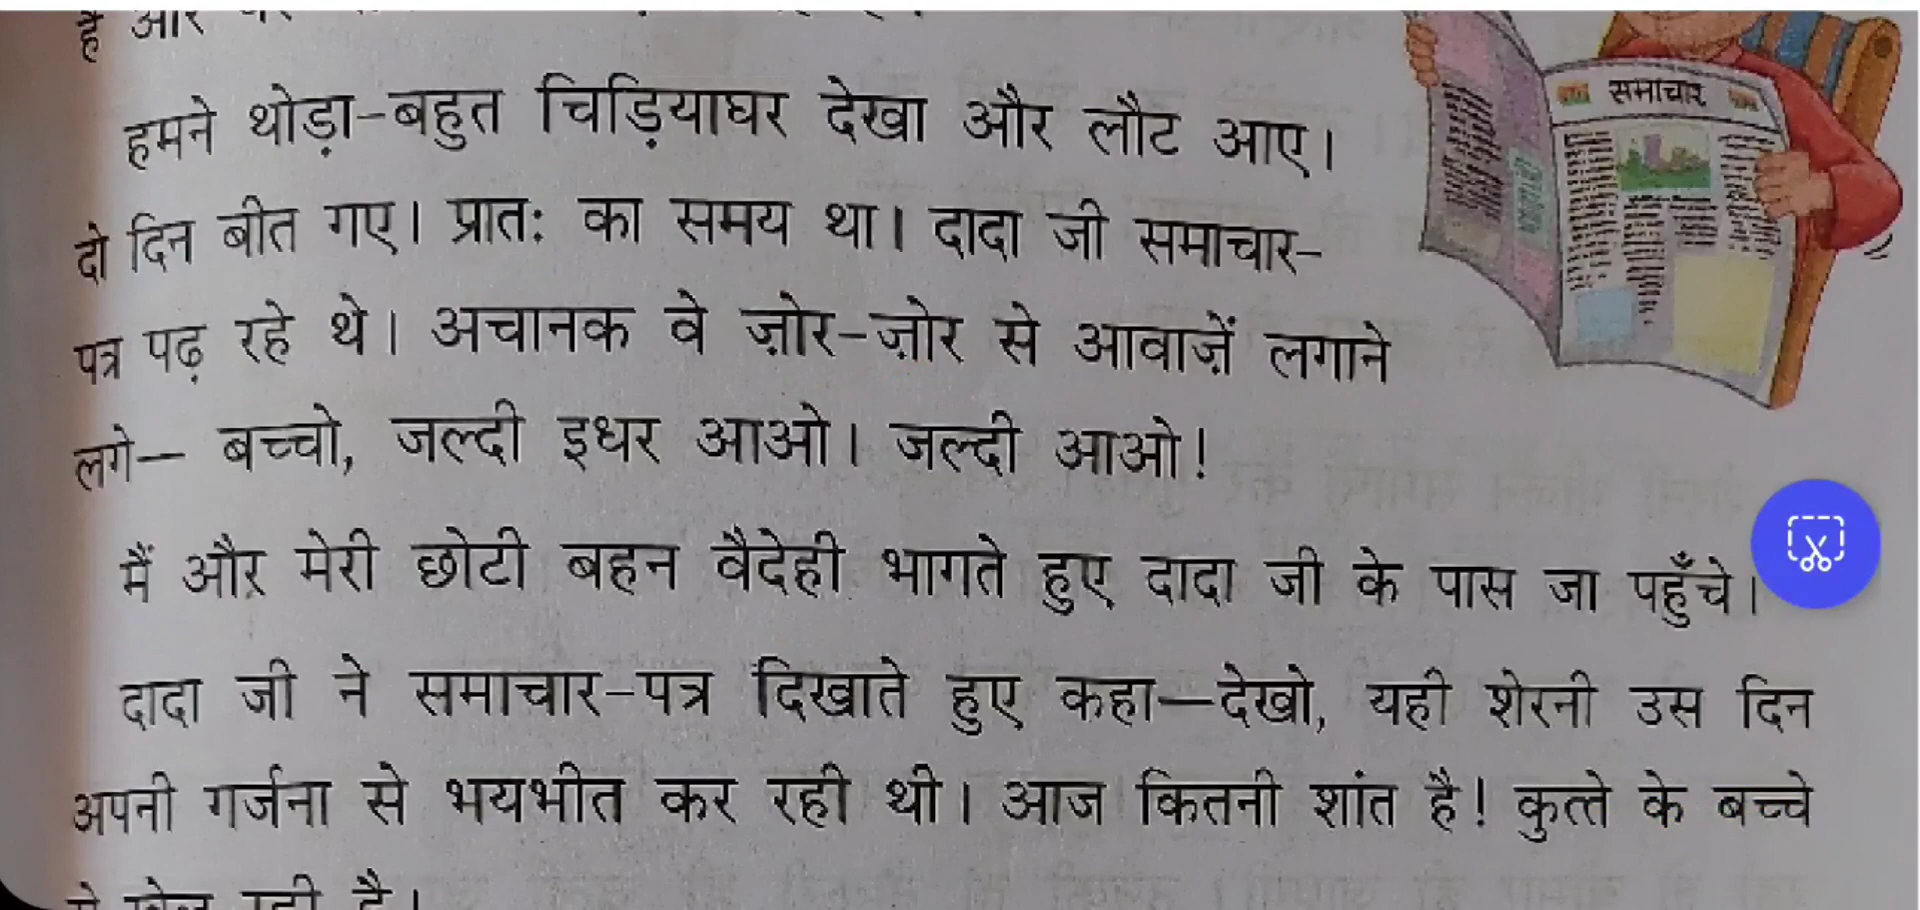 है और
हमने थोड़ा-बहुत चिड़ियाघर देखा और लौट आए।
समाचार
दो दिन बीत गए। प्रातः का समय था। दादा जी समाचार-
पत्र पढ़ रहे थे। अचानक वे ज़ोर-ज़ोर से आवाज़ें लगाने
लगे— बच्चो, जल्दी इधर आओ। जल्दी आओ!
मैं और मेरी छोटी बहन वैदेही भागते हुए दादा जी के पास जा पहुँचे।
दादा जी ने समाचार-पत्र दिखाते हुए कहा—देखो, यही शेरनी उस दिन
अपनी गर्जना से भयभीत कर रही थी। आज कितनी शांत है! कुत्ते के बच्चे
से खेल रही है।